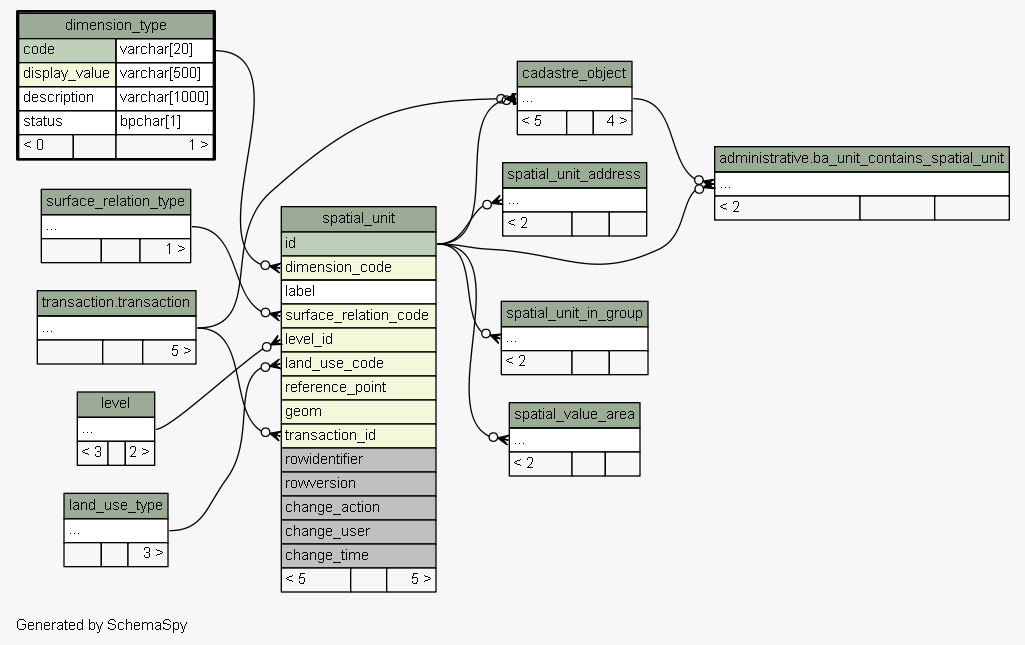 dimension_type
code varchar[20]
display_value varchar[500]
description varchar[1000]
status bpchar[1]
< 0 1 >
surface_relation_type
...
1 >
transaction.transaction
...
5 >
level
...
< 3 2 >
land_use_type
...
3 >
spatial_unit
id
dimension_code
label
surface_relation_code
level_id
land_use_code
reference_point
geom
transaction_id
rowidentifier
rowversion
change_action
change_user
change_time
< 5 5 >
cadastre_object
...
< 5 4 >
spatial_unit_address
...
< 2
spatial_unit_in_group
...
< 2
spatial_value_area
...
< 2
administrative.ba_unit_contains_spatial_unit
...
< 2
Generated by SchemaSpy